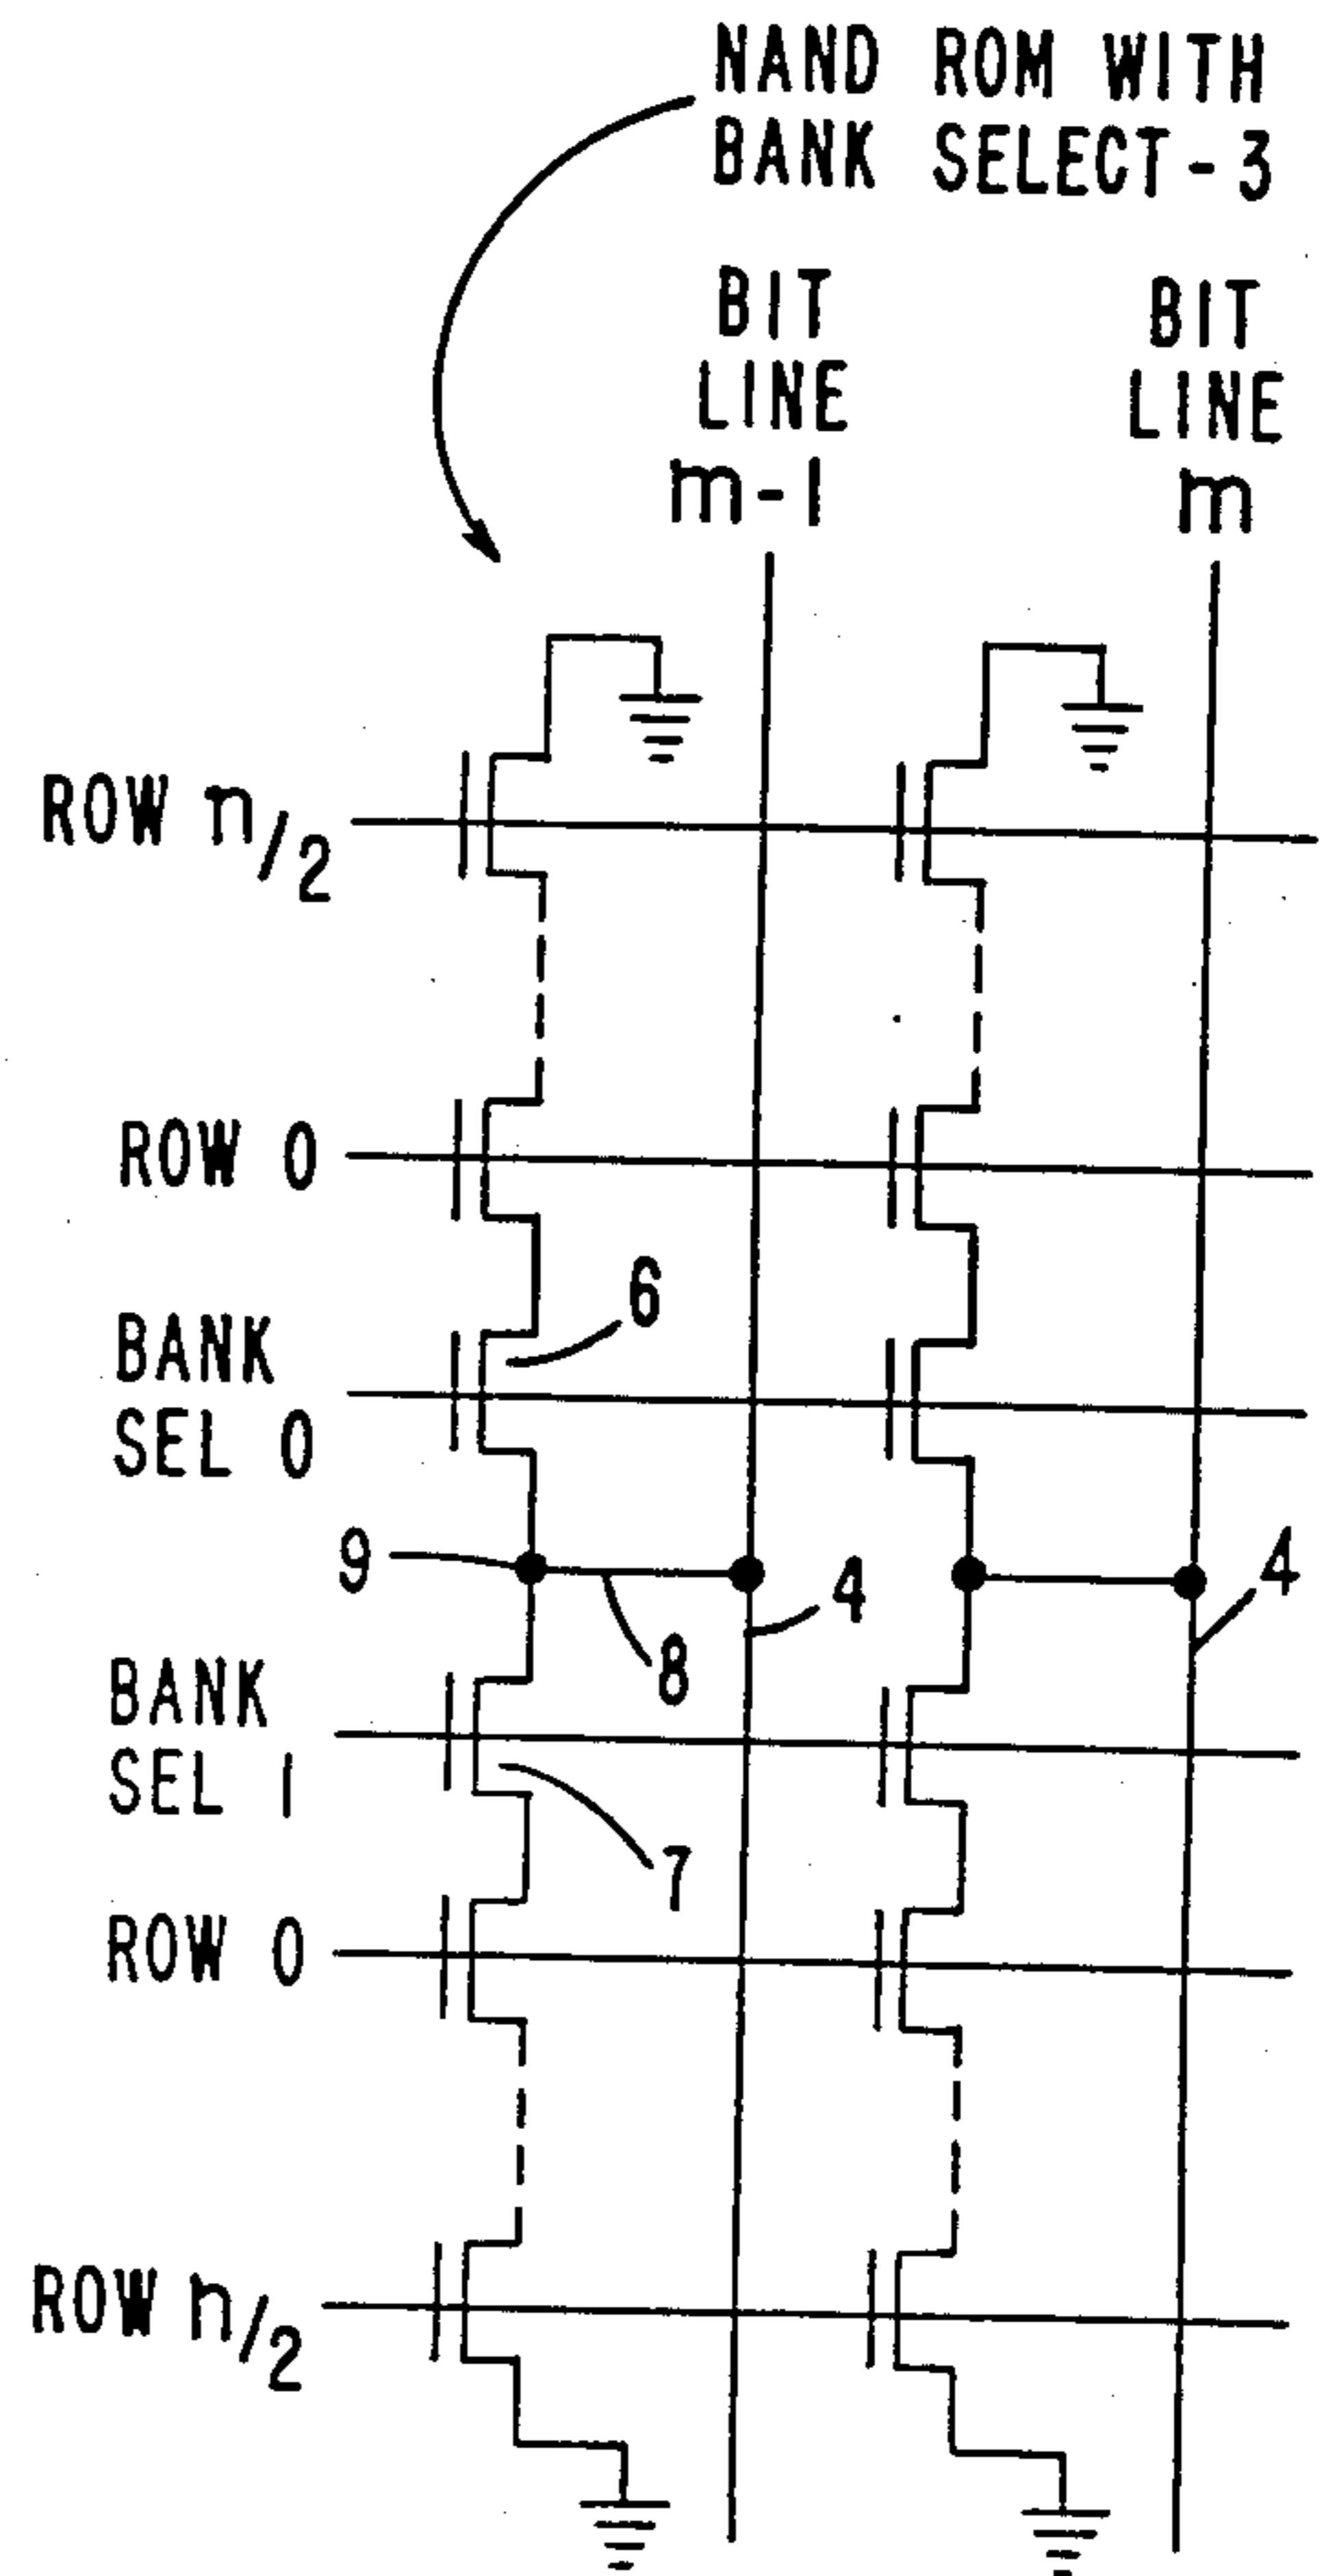 NAND ROM WITH
BANK SELECT-3
BIT
LINE
m-1
BIT
LINE
m
ROW n/2
ROW 0
BANK
SEL 0
6
9
8
4
4
BANK
SEL 1
7
ROW 0
ROW n/2